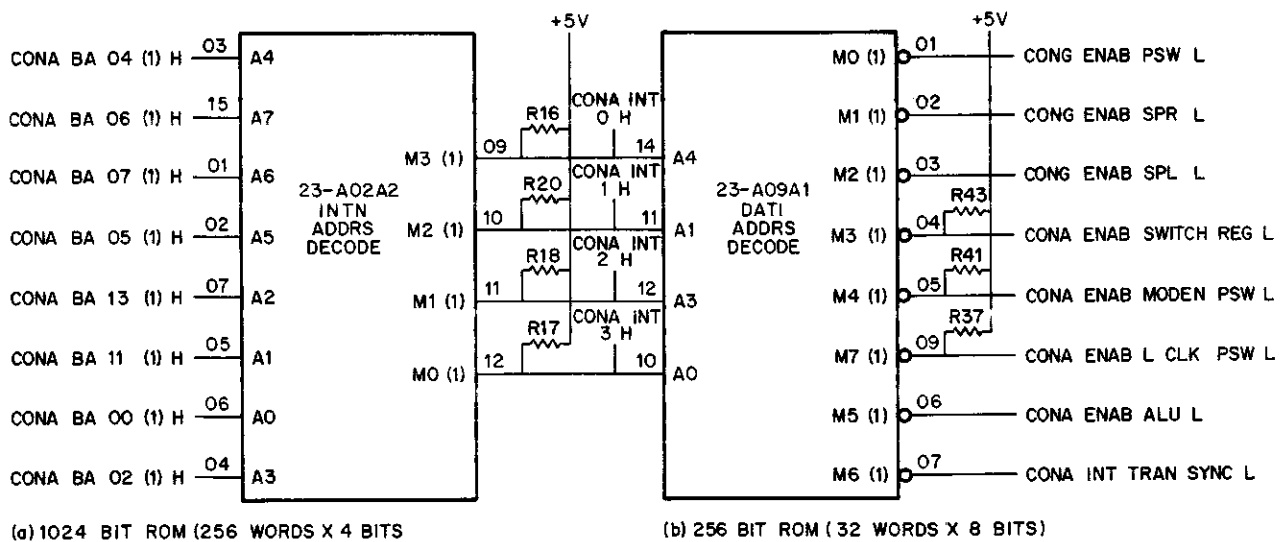 +5V
+5V
CONA BA 04 (1) H 03 A4
CONA BA 06 (1) H 15 A7
CONA BA 07 (1) H 01 A6
CONA BA 05 (1) H 02 A5
CONA BA 13 (1) H 07 A2
CONA BA 11 (1) H 05 A1
CONA BA 00 (1) H 06 A0
CONA BA 02 (1) H 04 A3
23-A02A2
INTN
ADDRS
DECODE
M3 (1) 09
M2 (1) 10
M1 (1) 11
M0 (1) 12
R16
R20
R18
R17
CONA INT
0 H
CONA INT
1 H
CONA INT
2 H
CONA INT
3 H
14 A4
11 A1
12 A3
10 A0
23-A09A1
DATI
ADDRS
DECODE
M0 (1) 01 CONG ENAB PSW L
M1 (1) 02 CONG ENAB SPR L
M2 (1) 03 CONG ENAB SPL L
R43
M3 (1) 04 CONA ENAB SWITCH REG L
R41
M4 (1) 05 CONA ENAB MODEN PSW L
R37
M7 (1) 09 CONA ENAB L CLK PSW L
M5 (1) 06 CONA ENAB ALU L
M6 (1) 07 CONA INT TRAN SYNC L
(a) 1024 BIT ROM (256 WORDS X 4 BITS
(b) 256 BIT ROM (32 WORDS X 8 BITS)